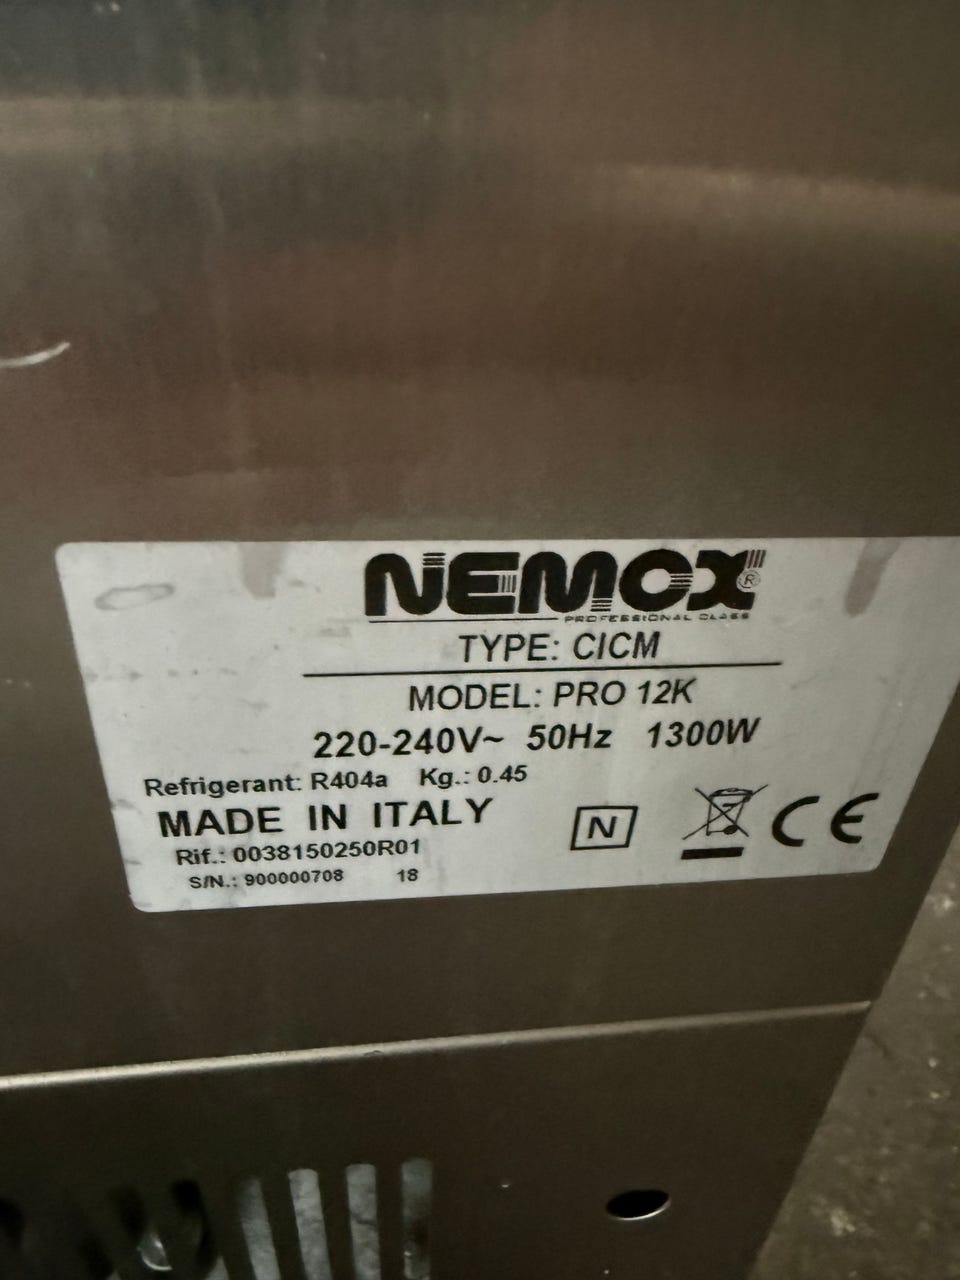 NEMOX®
PROFESSIONAL CLASS
TYPE: CICM
MODEL: PRO 12K
220-240V~ 50Hz 1300W
Refrigerant: R404a Kg.: 0.45
MADE IN ITALY
N
CE
Rif.: 0038150250R01
S/N.: 900000708 18